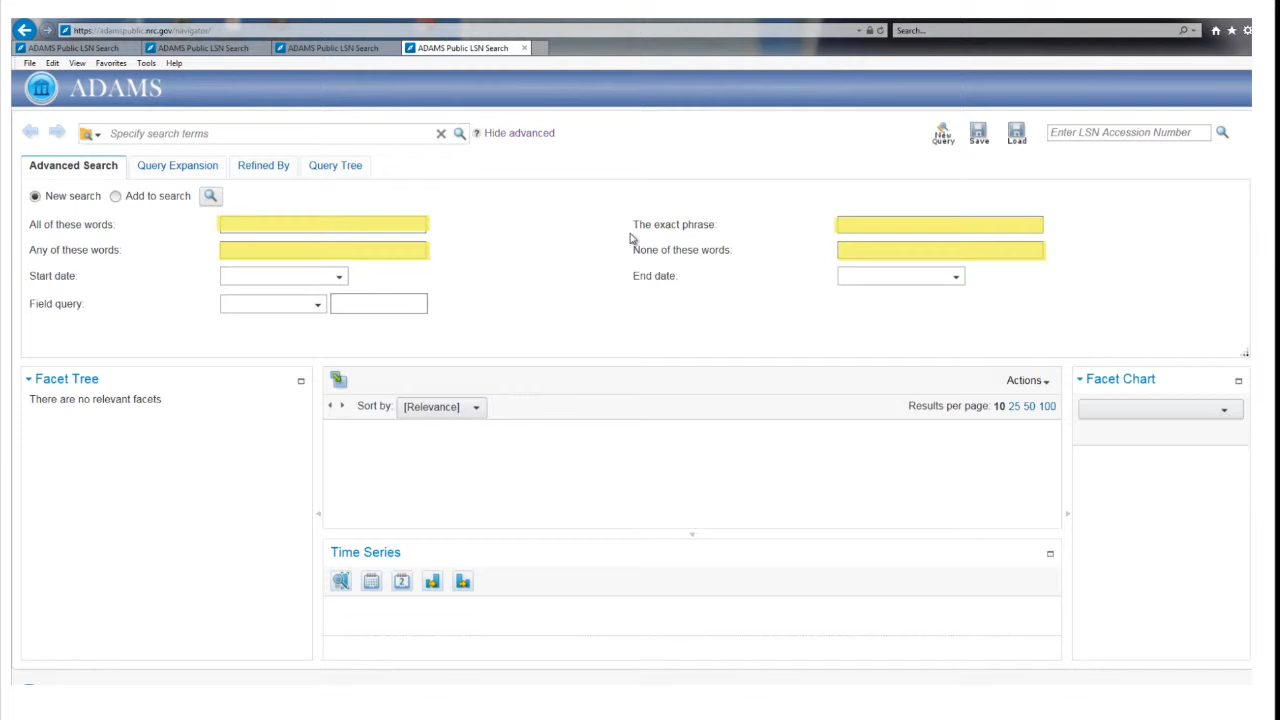 https://adamspublic.nrc.gov/navigator/ Search...
ADAMS Public LSN Search ADAMS Public LSN Search ADAMS Public LSN Search ADAMS Public LSN Search
File Edit View Favorites Tools Help
ADAMS
Specify search terms ? Hide advanced New Query Save Load Enter LSN Accession Number
Advanced Search Query Expansion Refined By Query Tree
New search Add to search
All of these words: The exact phrase:
Any of these words: None of these words:
Start date: End date:
Field query:
Facet Tree Actions Facet Chart
There are no relevant facets
Sort by: [Relevance] Results per page: 10 25 50 100
Time Series
2